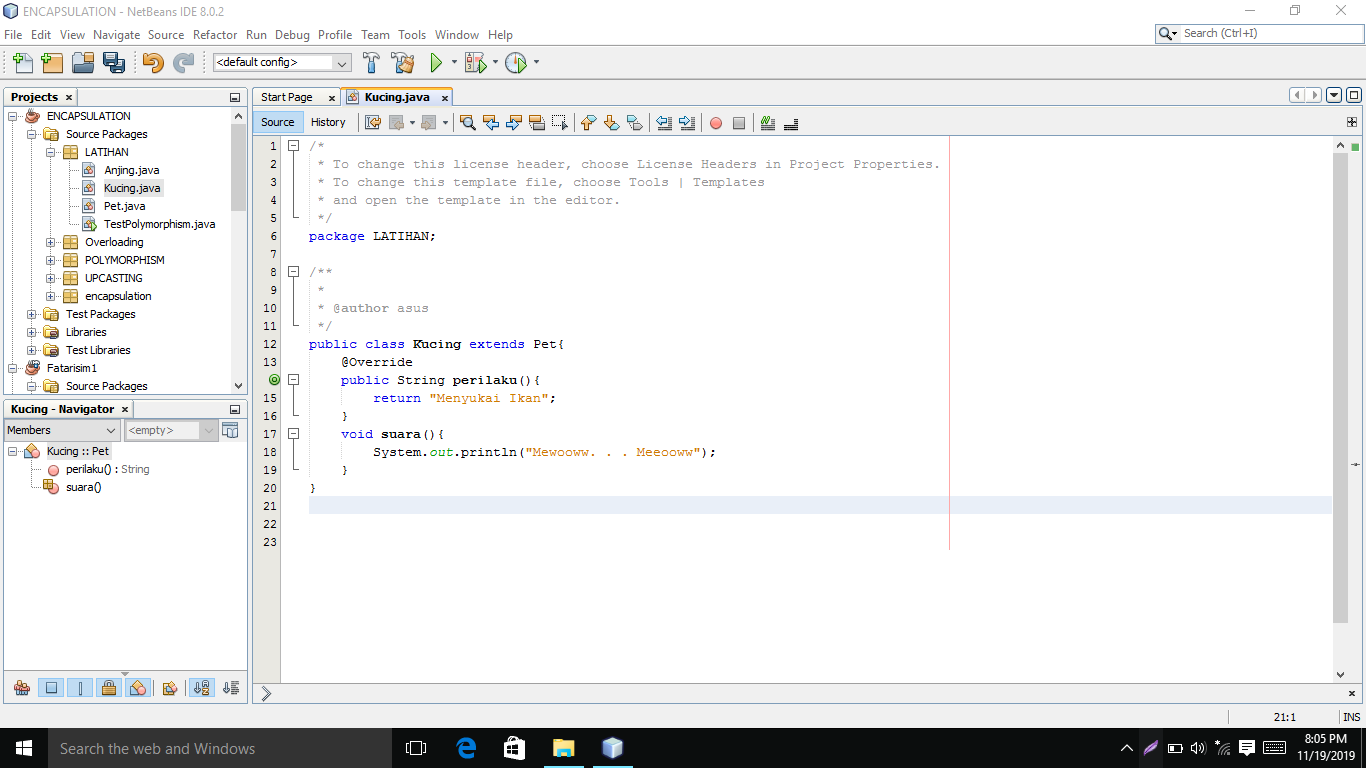 ENCAPSULATION - NetBeans IDE 8.0.2
File Edit View Navigate Source Refactor Run Debug Profile Team Tools Window Help
Search (Ctrl+I)
<default config>
Projects
ENCAPSULATION
Source Packages
LATIHAN
Anjing.java
Kucing.java
Pet.java
TestPolymorphism.java
Overloading
POLYMORPHISM
UPCASTING
encapsulation
Test Packages
Libraries
Test Libraries
Fatarisim1
Source Packages
Kucing - Navigator
Members <empty>
Kucing :: Pet
perilaku() : String
suara()
Start Page Kucing.java
Source History
1 /*
2 * To change this license header, choose License Headers in Project Properties.
3 * To change this template file, choose Tools | Templates
4 * and open the template in the editor.
5 */
6 package LATIHAN;
7
8 /**
9 *
10 * @author asus
11 */
12 public class Kucing extends Pet{
13 @Override
public String perilaku(){
15 return "Menyukai Ikan";
16 }
17 void suara(){
18 System.out.println("Mewooww. . . Meeooww");
19 }
20 }
21
22
23
21:1 INS
Search the web and Windows
8:05 PM
11/19/2019